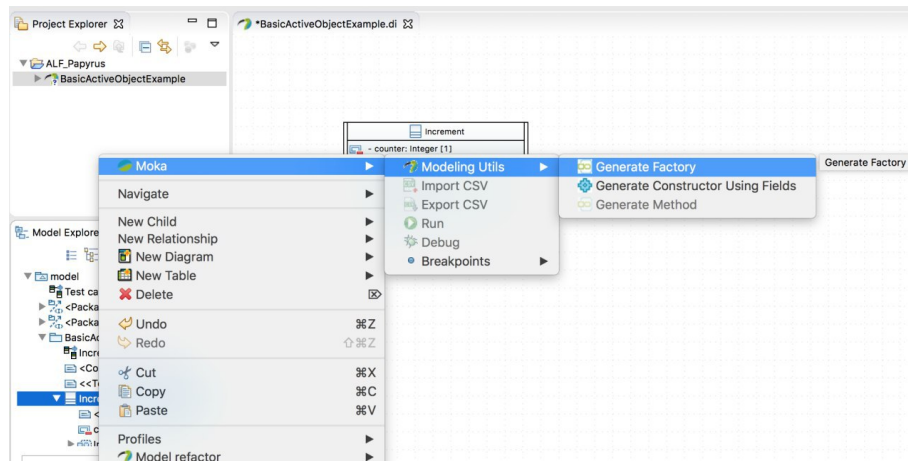 Project Explorer
*BasicActiveObjectExample.di
ALF_Papyrus
BasicActiveObjectExample
Increment
- counter: Integer [1]
Moka
Modeling Utils
Generate Factory
Generate Factory
Import CSV
Generate Constructor Using Fields
Export CSV
Generate Method
Run
Debug
Breakpoints
Navigate
New Child
New Relationship
New Diagram
New Table
Delete
Undo ⌘Z
Redo ⇧⌘Z
Cut ⌘X
Copy ⌘C
Paste ⌘V
Profiles
Model refactor
Model Explore
model
Test ca
<Packa
<Packa
BasicAc
Incre
<Co
<<T
Incre
<
c